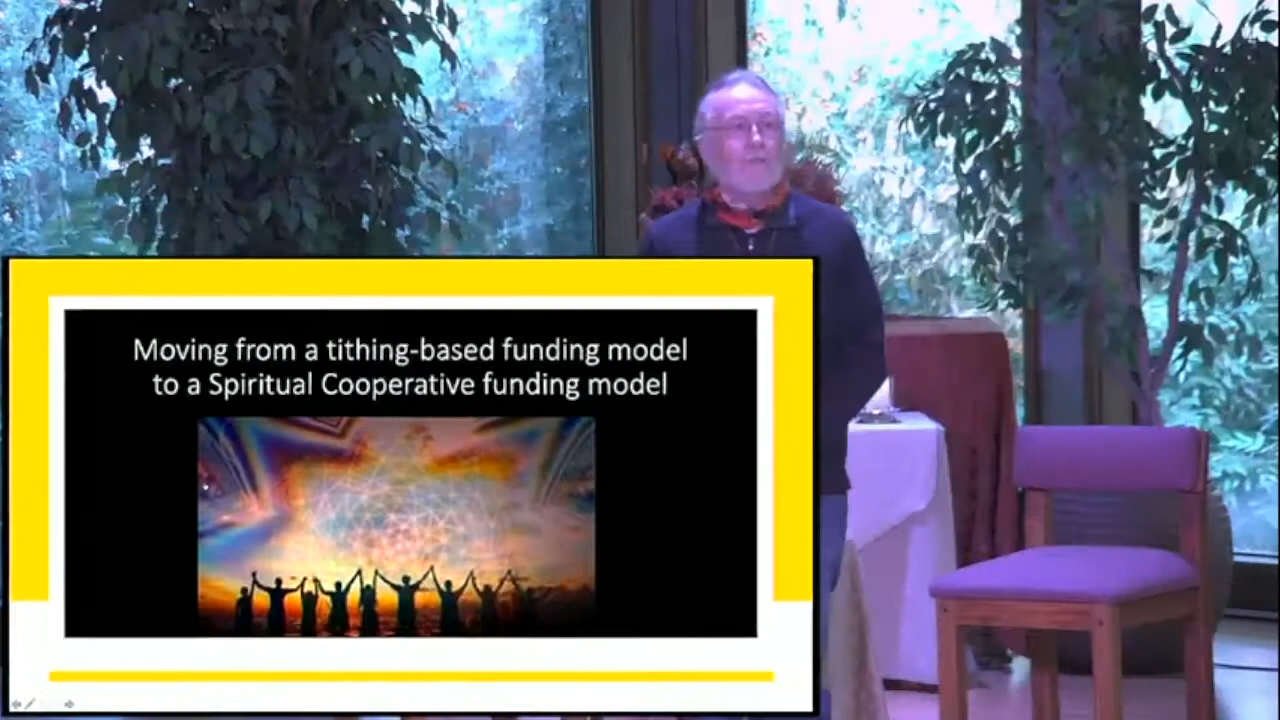 Moving from a tithing-based funding model
to a Spiritual Cooperative funding model